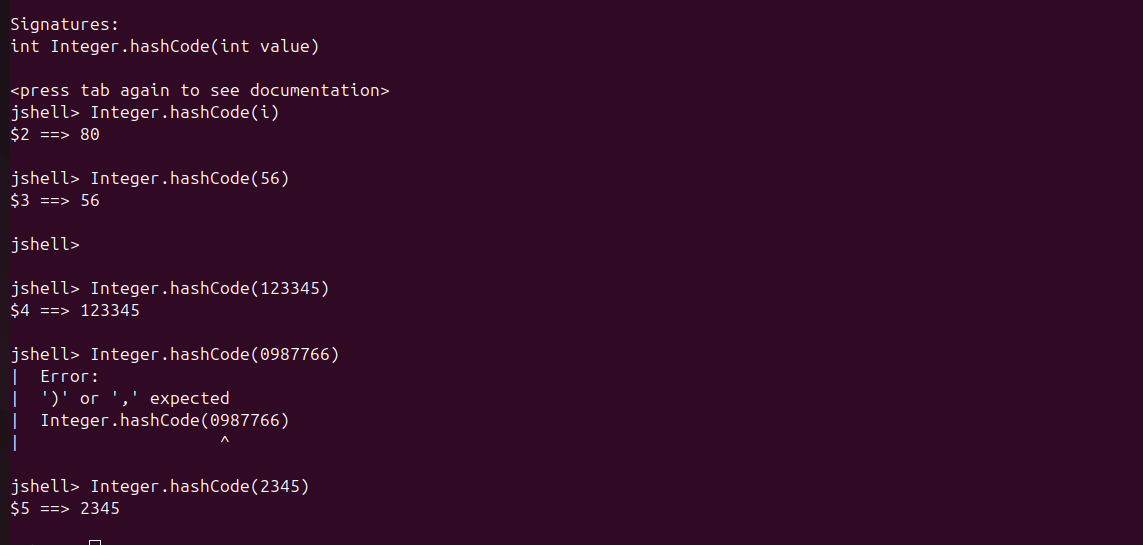 Signatures:
int Integer.hashCode(int value)
<press tab again to see documentation>
jshell> Integer.hashCode(i)
$2 ==> 80
jshell> Integer.hashCode(56)
$3 ==> 56
jshell>
jshell> Integer.hashCode(123345)
$4 ==> 123345
jshell> Integer.hashCode(0987766)
|  Error:
|  ')' or ',' expected
|  Integer.hashCode(0987766)
|                    ^
jshell> Integer.hashCode(2345)
$5 ==> 2345